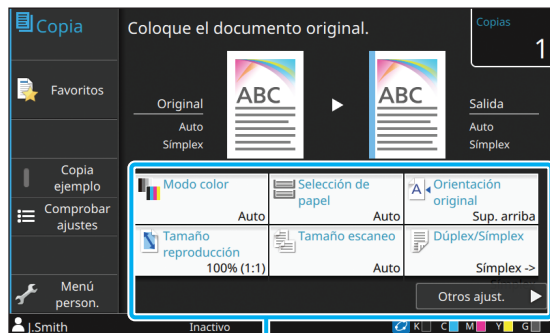 Copia
Coloque el documento original.
Copias
1
Favoritos
Original
Auto
Símplex
ABC
ABC
Salida
Auto
Símplex
Copia
ejemplo
Comprobar
ajustes
Menú
person.
Modo color
Auto
Selección de
papel
Auto
A
Orientación
original
Sup. arriba
Tamaño
reproducción
100% (1:1)
Tamaño escaneo
Auto
Dúplex/Símplex
Símplex ->
Otros ajust.
J.Smith
Inactivo
K C M Y G